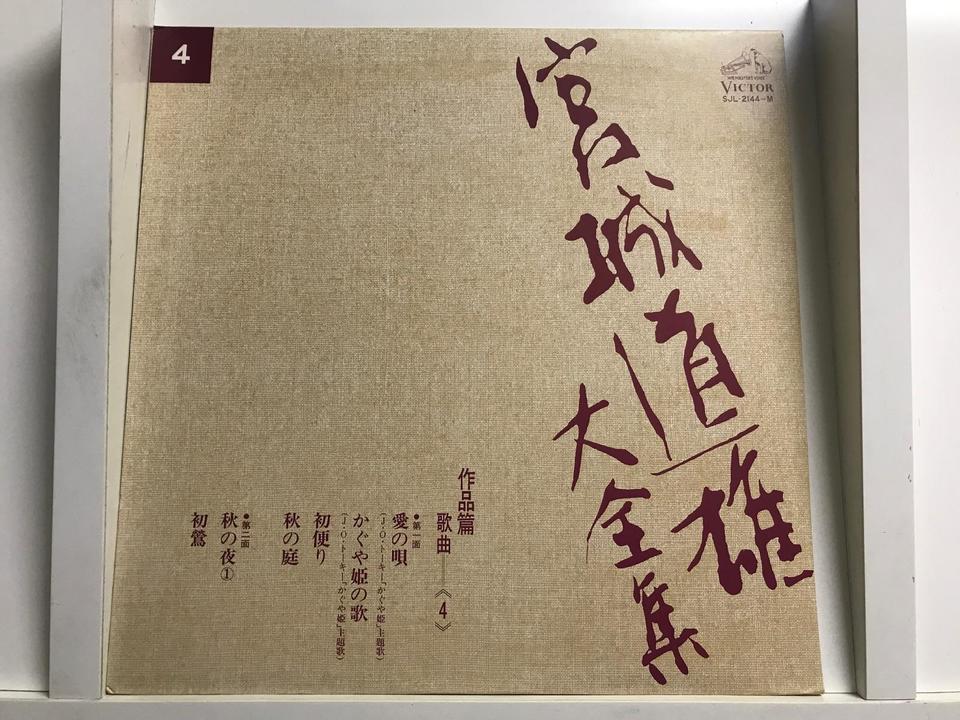 4
HIS MASTER'S VOICE
VICTOR
SJL-2144-M
宮城道雄
大全集
作品篇
歌曲――《4》
●第一面
愛の唄
(J・O・トーキー「かぐや姫」主題歌)
かぐや姫の歌
(J・O・トーキー「かぐや姫」主題歌)
初便り
秋の庭
●第二面
秋の夜①
初鶯